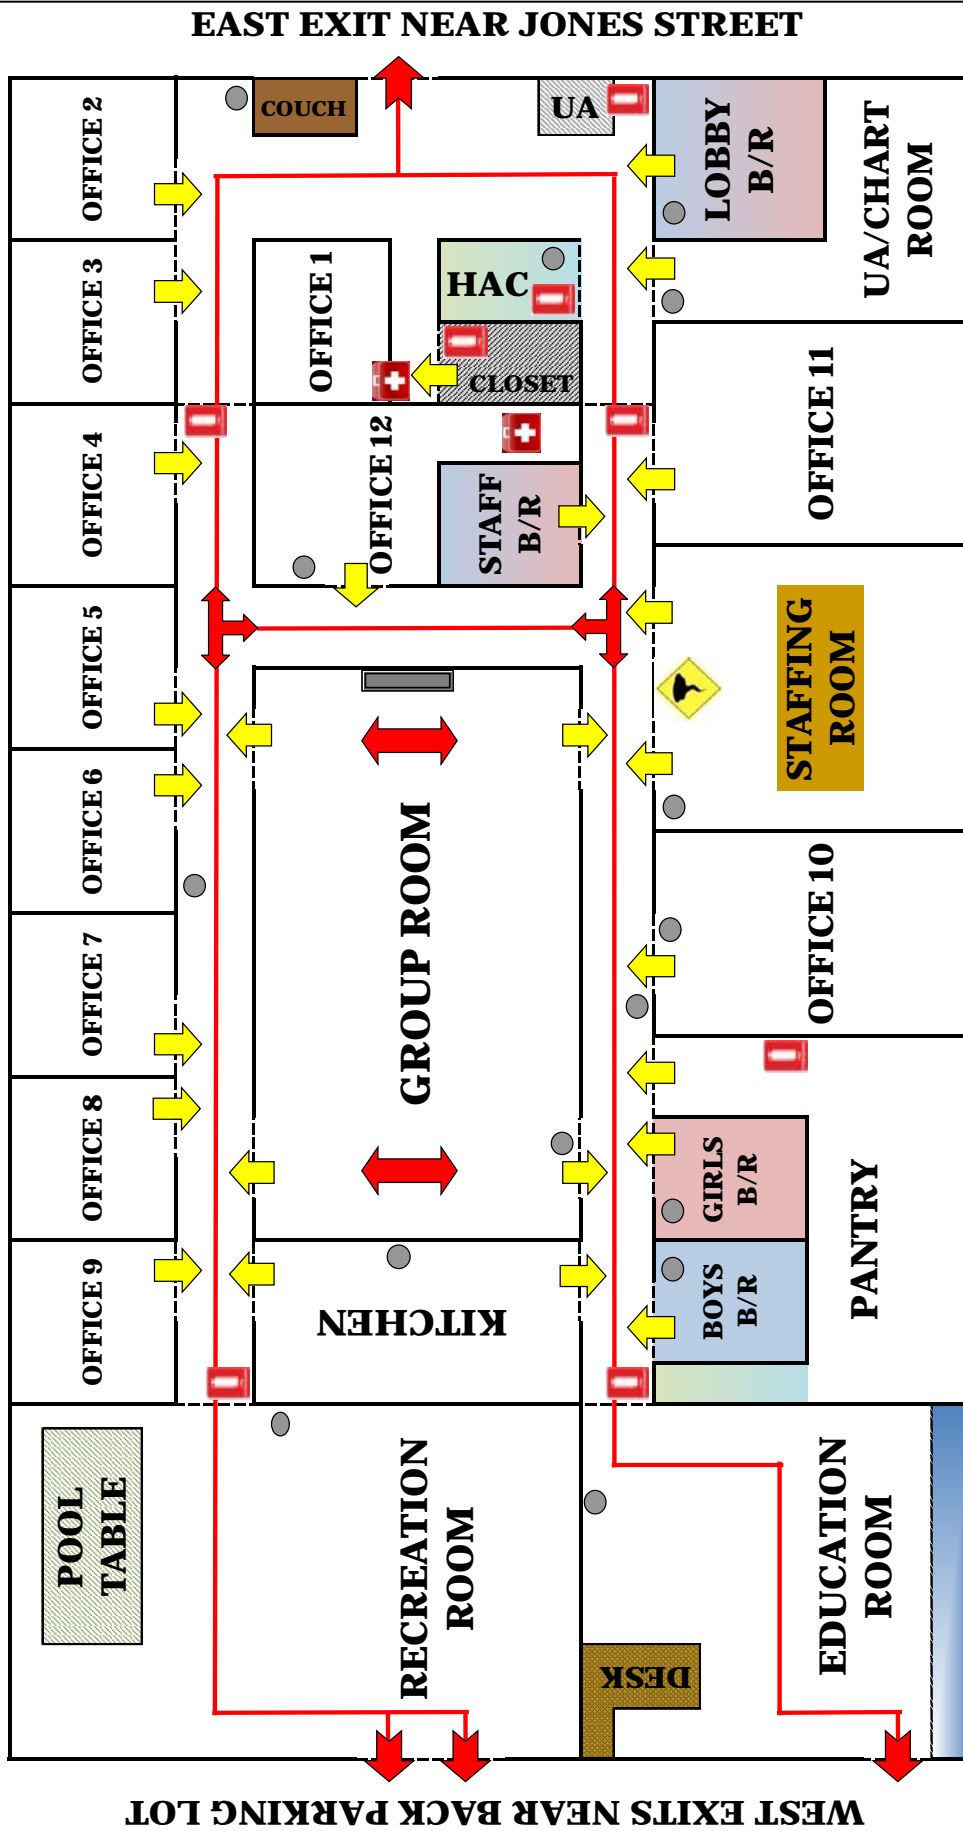 EAST EXIT NEAR JONES STREET
OFFICE 2
COUCH
UA
LOBBY
B/R
UA/CHART
ROOM
OFFICE 3
OFFICE 1
HAC
CLOSET
OFFICE 11
OFFICE 4
OFFICE 12
STAFF
B/R
OFFICE 5
STAFFING
ROOM
OFFICE 6
GROUP ROOM
OFFICE 10
OFFICE 7
OFFICE 8
GIRLS
B/R
PANTRY
OFFICE 9
KITCHEN
BOYS
B/R
POOL
TABLE
RECREATION
ROOM
EDUCATION
ROOM
DESK
WEST EXITS NEAR BACK PARKING LOT